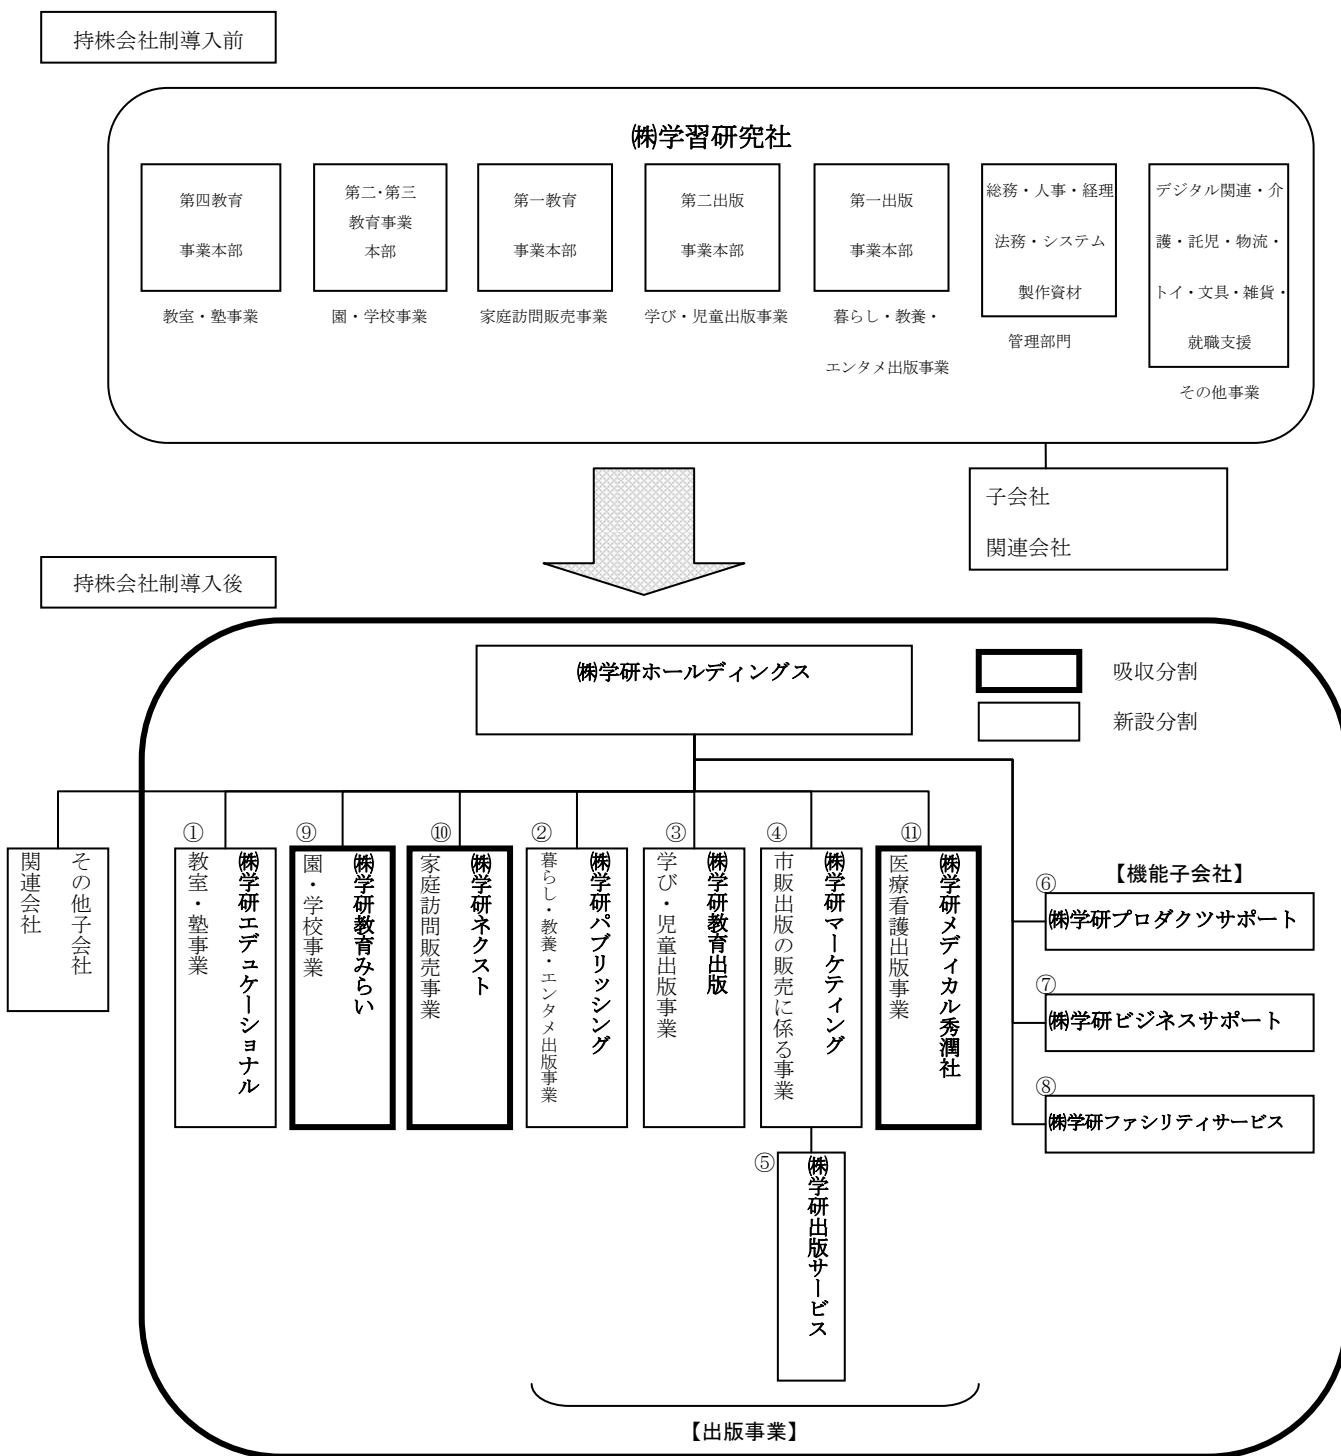 持株会社制導入前
㈱学習研究社
第四教育
事業本部
教室・塾事業
第二・第三
教育事業
本部
園・学校事業
第一教育
事業本部
家庭訪問販売事業
第二出版
事業本部
学び・児童出版事業
第一出版
事業本部
暮らし・教養・
エンタメ出版事業
総務・人事・経理
法務・システム
製作資材
管理部門
デジタル関連・介
護・託児・物流・
トイ・文具・雑貨・
就職支援
その他事業
子会社
関連会社
持株会社制導入後
㈱学研ホールディングス
吸収分割
新設分割
その他子会社
関連会社
①
㈱学研エデュケーショナル
教室・塾事業
⑨
㈱学研教育みらい
園・学校事業
⑩
㈱学研ネクスト
家庭訪問販売事業
②
㈱学研パブリッシング
暮らし・教養・エンタメ出版事業
③
㈱学研教育出版
学び・児童出版事業
④
㈱学研マーケティング
市販出版の販売に係る事業
⑪
㈱学研メディカル秀潤社
医療看護出版事業
⑤
㈱学研出版サービス
【機能子会社】
⑥
㈱学研プロダクツサポート
⑦
㈱学研ビジネスサポート
⑧
㈱学研ファシリティサービス
【出版事業】